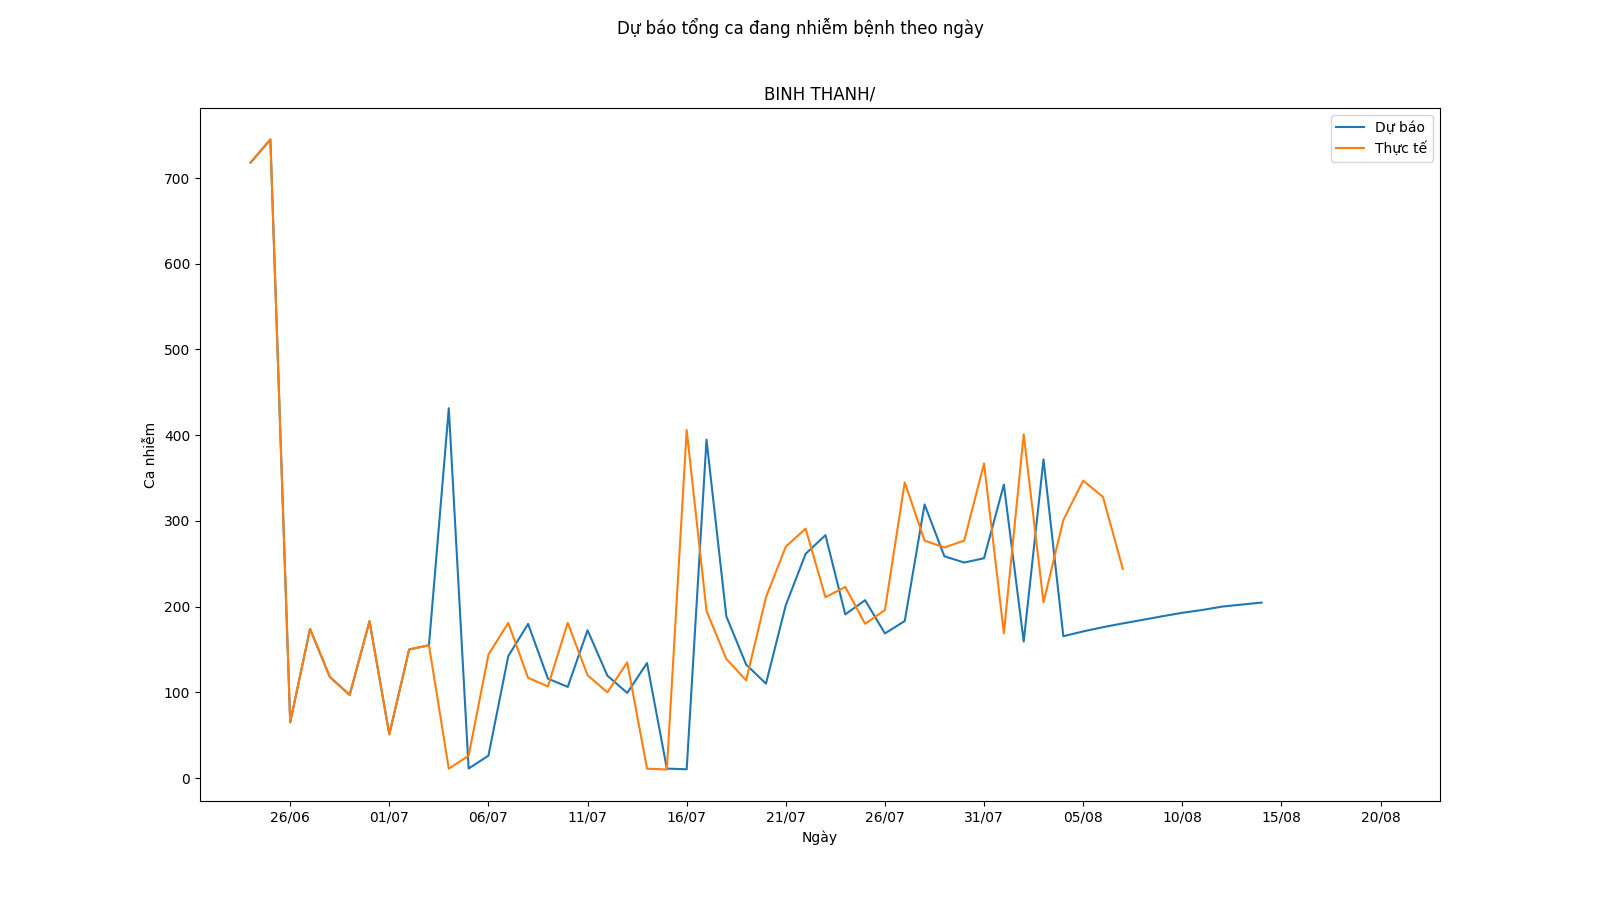 Dự báo tổng ca đang nhiễm bệnh theo ngày
BINH THANH/
Dự báo
Thực tế
700
600
500
400
300
200
100
0
Ca nhiễm
26/06 01/07 06/07 11/07 16/07 21/07 26/07 31/07 05/08 10/08 15/08 20/08
Ngày